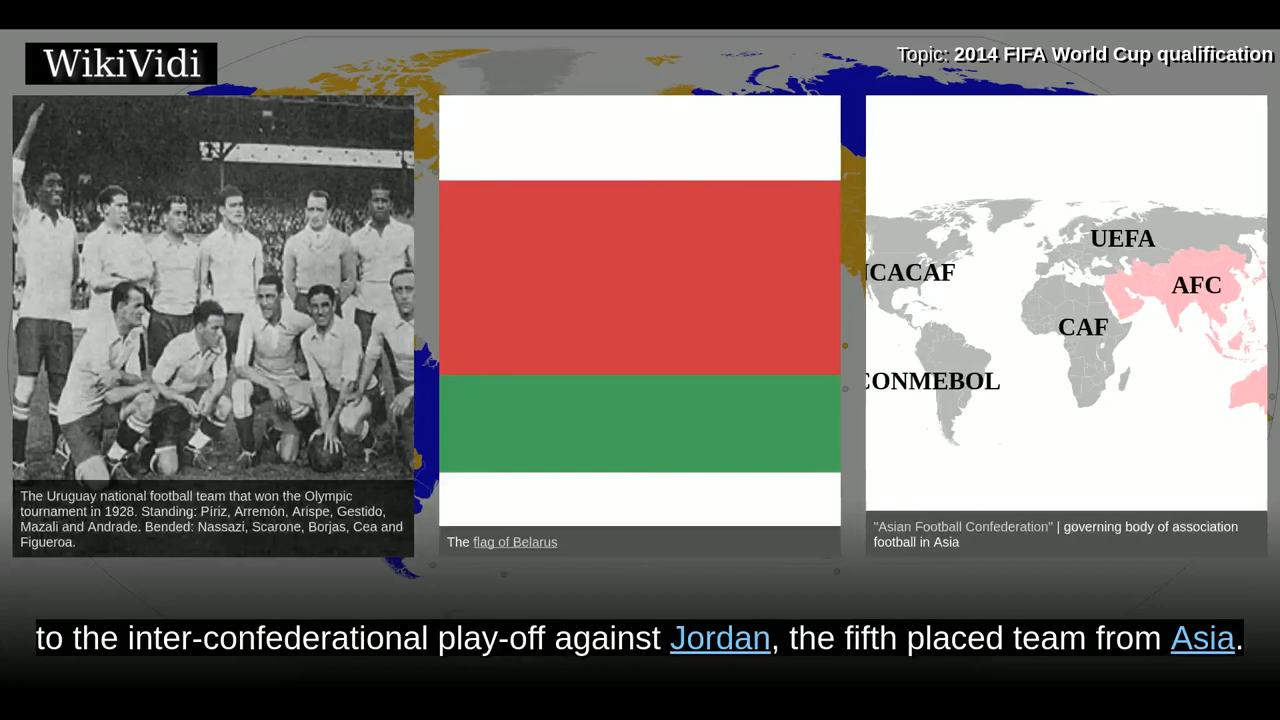 WikiVidi
Topic: 2014 FIFA World Cup qualification
The Uruguay national football team that won the Olympic
tournament in 1928. Standing: Píriz, Arremón, Arispe, Gestido,
Mazali and Andrade. Bended: Nassazi, Scarone, Borjas, Cea and
Figueroa.
The flag of Belarus
UEFA
CACAF
AFC
CAF
CONMEBOL
"Asian Football Confederation" | governing body of association
football in Asia
to the inter-confederational play-off against Jordan, the fifth placed team from Asia.